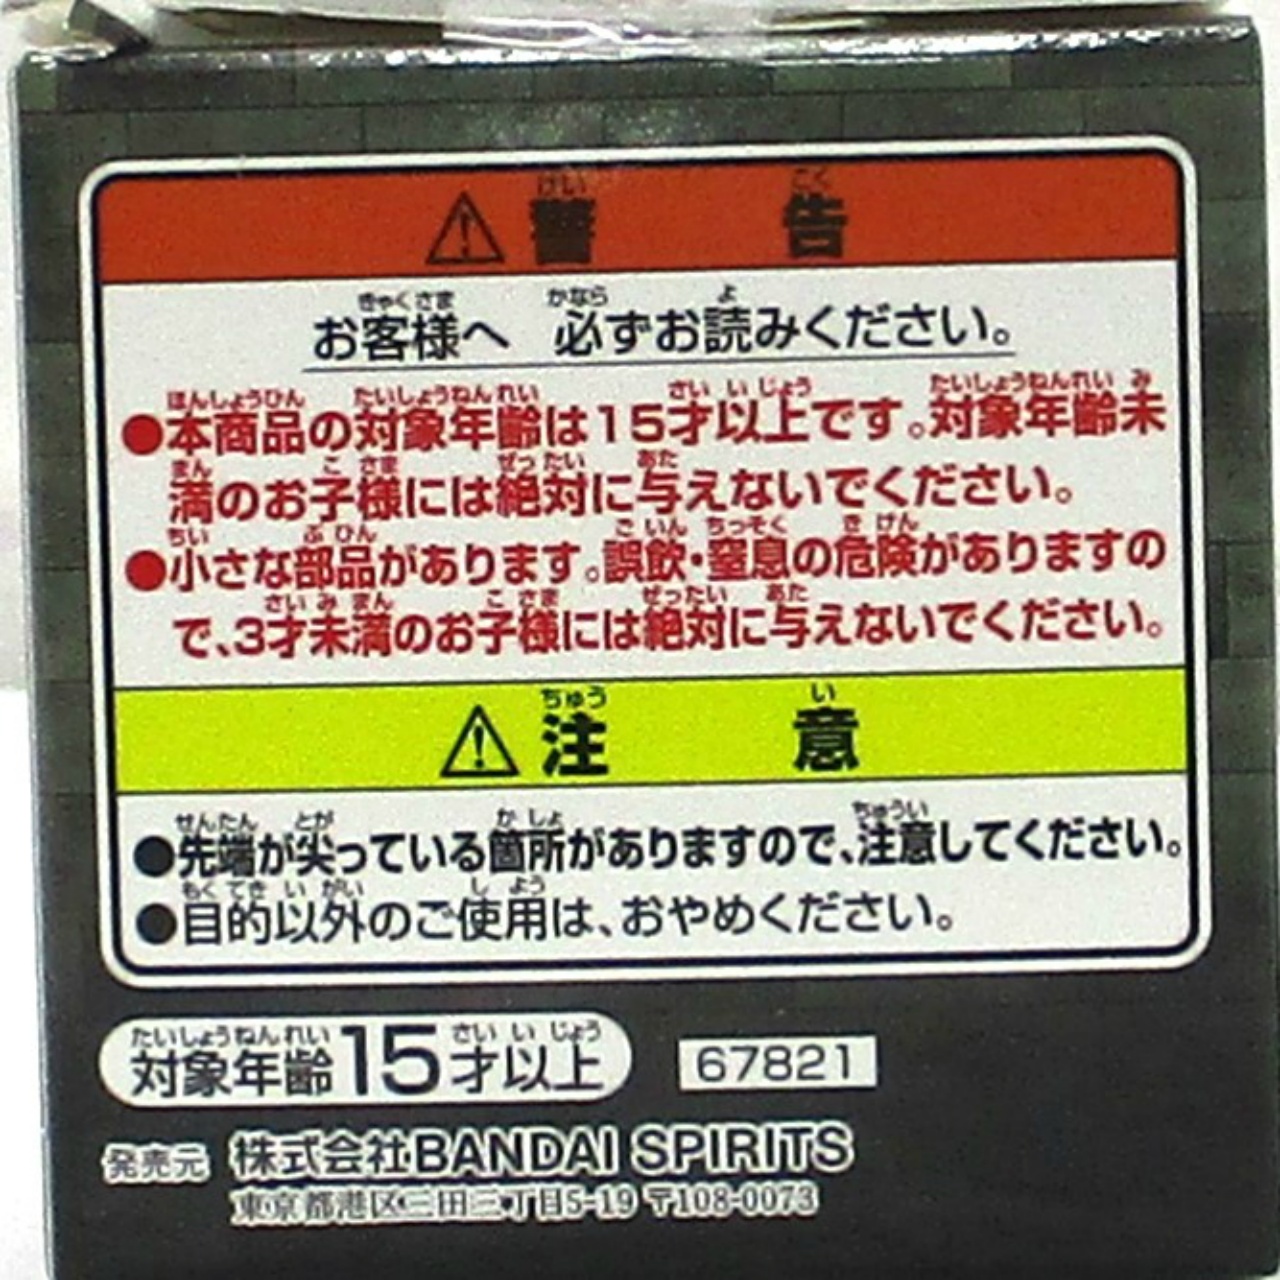 ⚠警告
お客様へ 必ずお読みください。
●本商品の対象年齢は15才以上です。対象年齢未
満のお子様には絶対に与えないでください。
●小さな部品があります。誤飲・窒息の危険がありますの
で、3才未満のお子様には絶対に与えないでください。
⚠注意
●先端が尖っている箇所がありますので、注意してください。
●目的以外のご使用は、おやめください。
対象年齢15才以上 67821
発売元 株式会社BANDAI SPIRITS
東京都港区三田三丁目5-19 〒108-0073